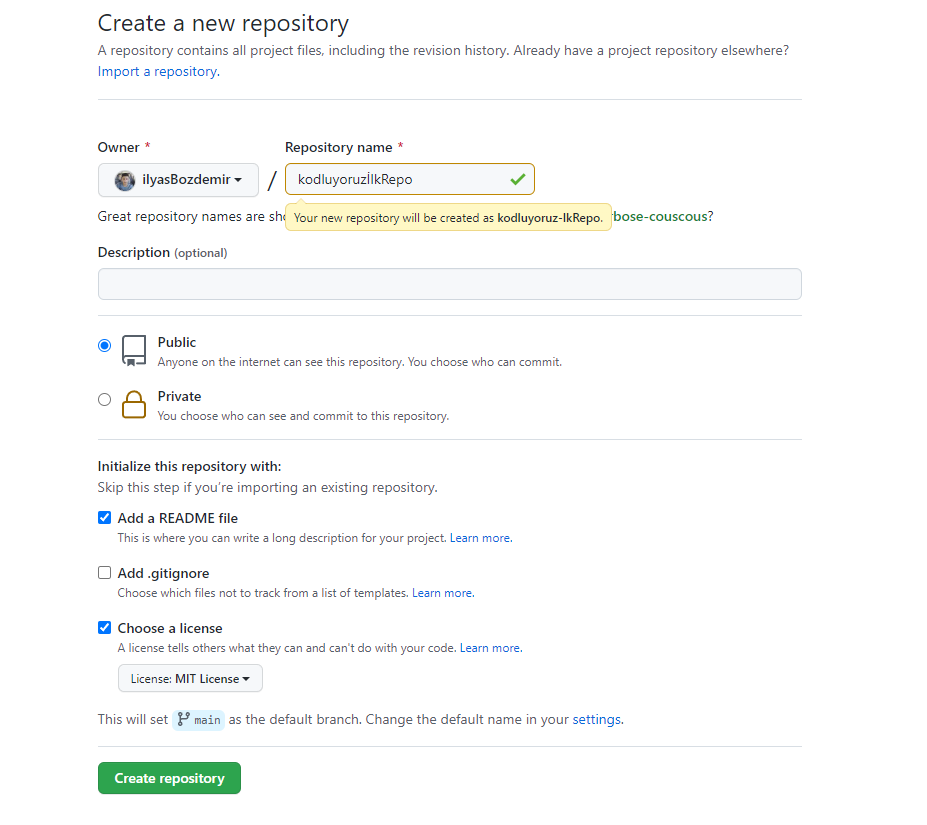 Create a new repository
A repository contains all project files, including the revision history. Already have a project repository elsewhere?
Import a repository.
Owner * Repository name *
ilyasBozdemir / kodluyoruzİlkRepo
Great repository names are bose-couscous?
Your new repository will be created as kodluyoruz-lkRepo.
Description (optional)
Public
Anyone on the internet can see this repository. You choose who can commit.
Private
You choose who can see and commit to this repository.
Initialize this repository with:
Skip this step if you're importing an existing repository.
Add a README file
This is where you can write a long description for your project. Learn more.
Add .gitignore
Choose which files not to track from a list of templates. Learn more.
Choose a license
A license tells others what they can and can't do with your code. Learn more.
License: MIT License
This will set main as the default branch. Change the default name in your settings.
Create repository